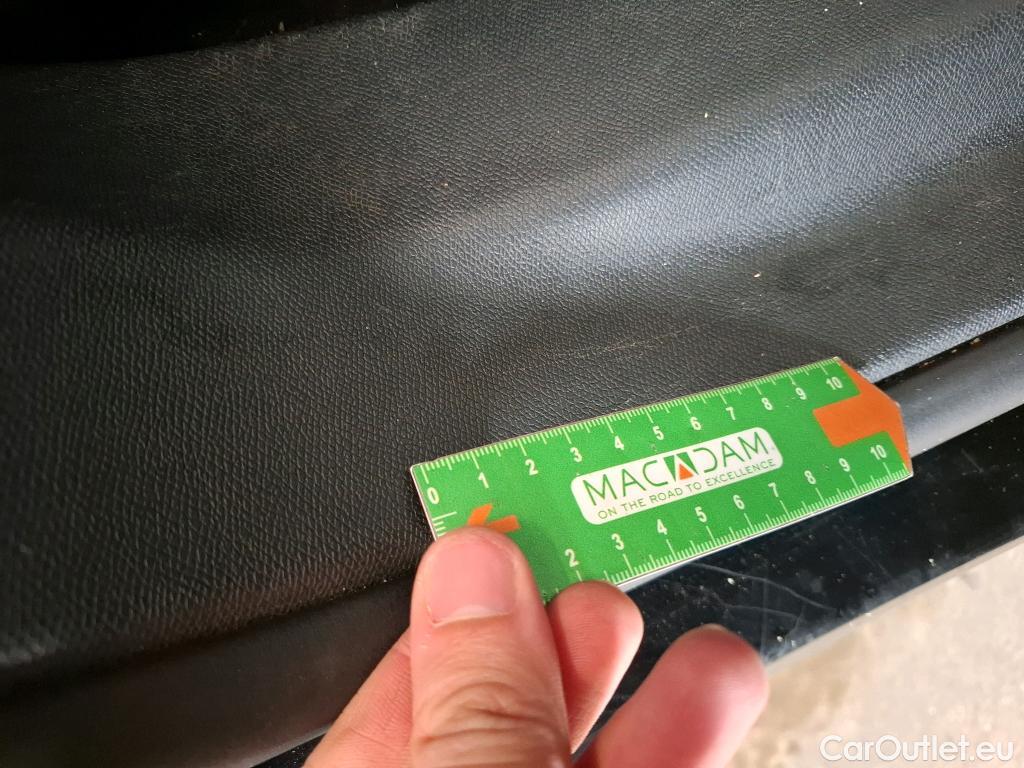 0 1 2 3 4 5 6 7 8 9 10
MACADAM
ON THE ROAD TO EXCELLENCE
2 3 4 5 6 7 8 9 10
CarOutlet.eu